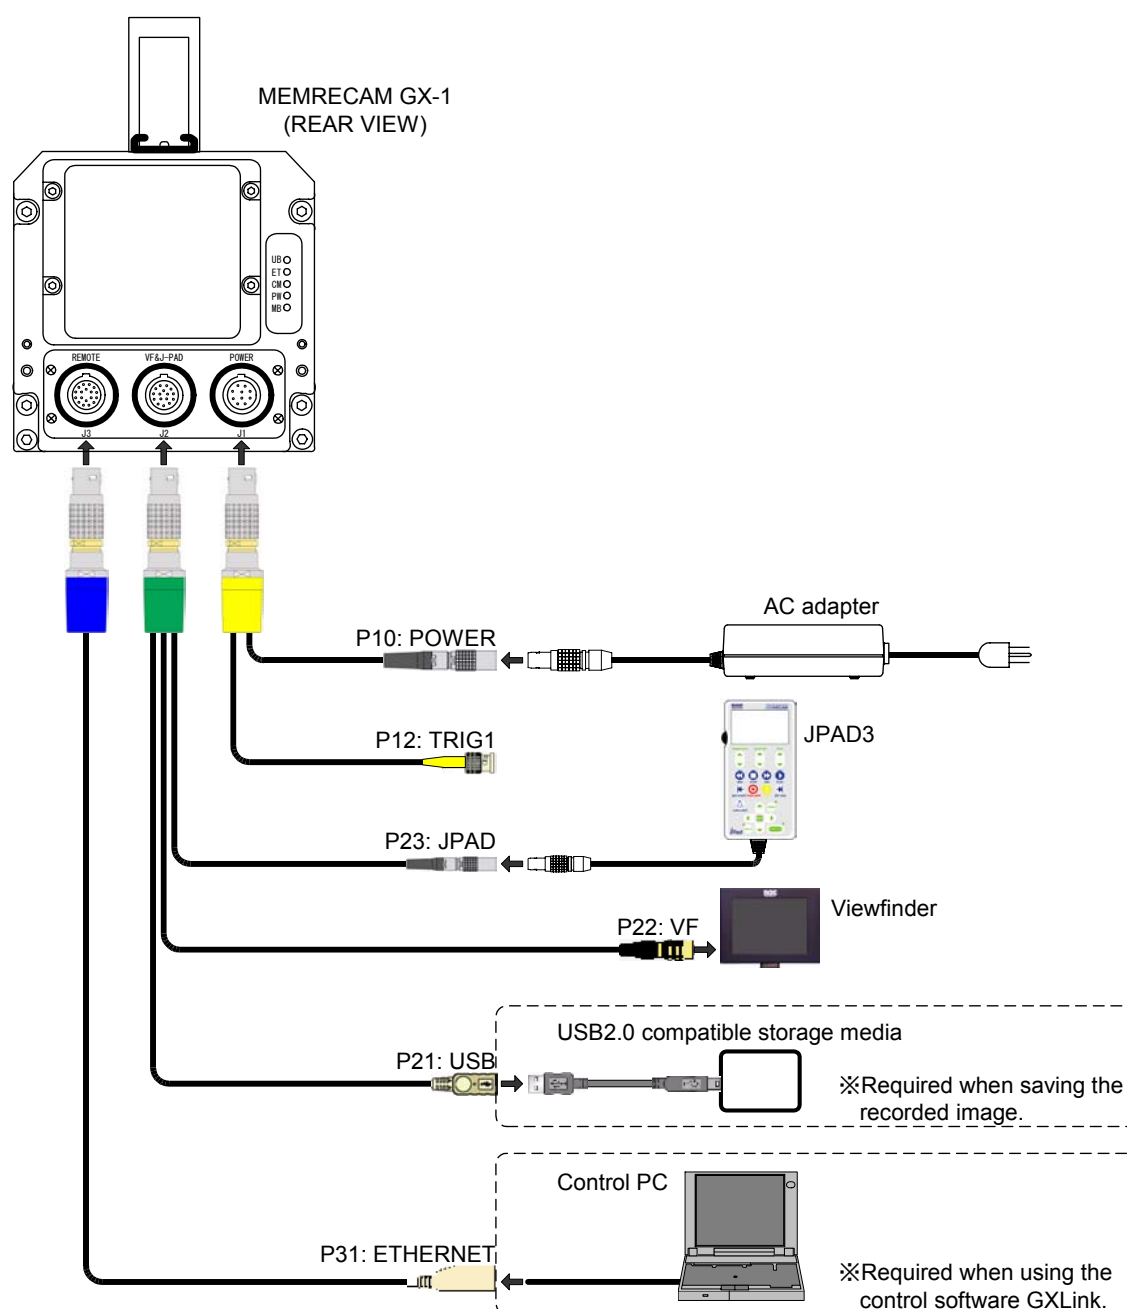 MEMRECAM GX-1
(REAR VIEW)
UB
ET
CM
PW
MB
REMOTE
VF&J-PAD
POWER
J3
J2
J1
AC adapter
P10: POWER
P12: TRIG1
JPAD3
P23: JPAD
Viewfinder
P22: VF
USB2.0 compatible storage media
P21: USB
※Required when saving the
recorded image.
Control PC
P31: ETHERNET
※Required when using the
control software GXLink.